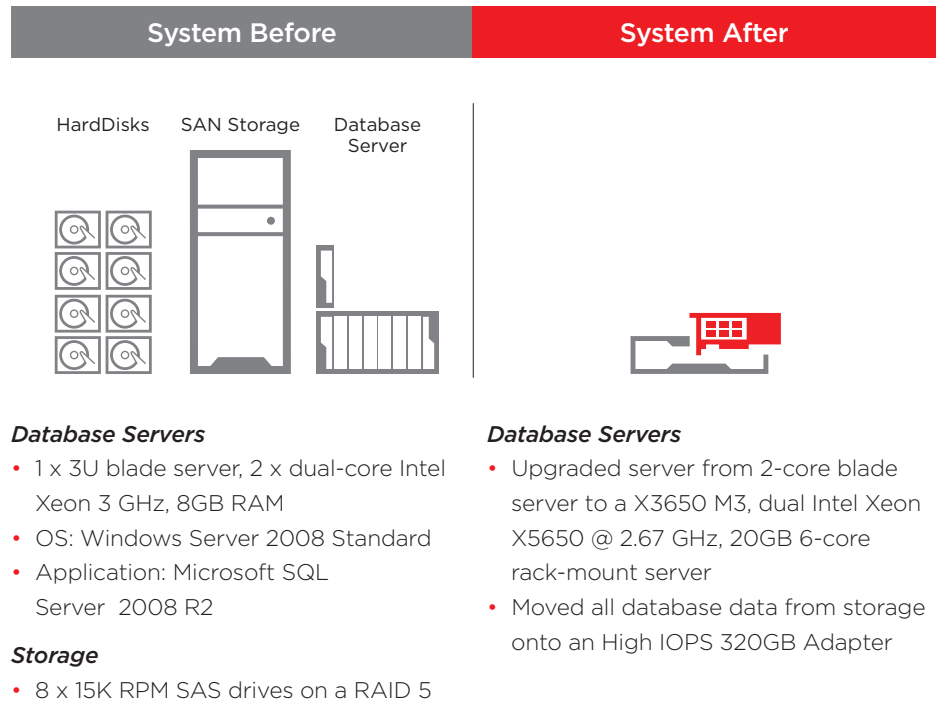 System Before
System After
HardDisks
SAN Storage
Database
Server
Database Servers
• 1 x 3U blade server, 2 x dual-core Intel
Xeon 3 GHz, 8GB RAM
• OS: Windows Server 2008 Standard
• Application: Microsoft SQL
Server 2008 R2
Storage
• 8 x 15K RPM SAS drives on a RAID 5
Database Servers
• Upgraded server from 2-core blade
server to a X3650 M3, dual Intel Xeon
X5650 @ 2.67 GHz, 20GB 6-core
rack-mount server
• Moved all database data from storage
onto an High IOPS 320GB Adapter